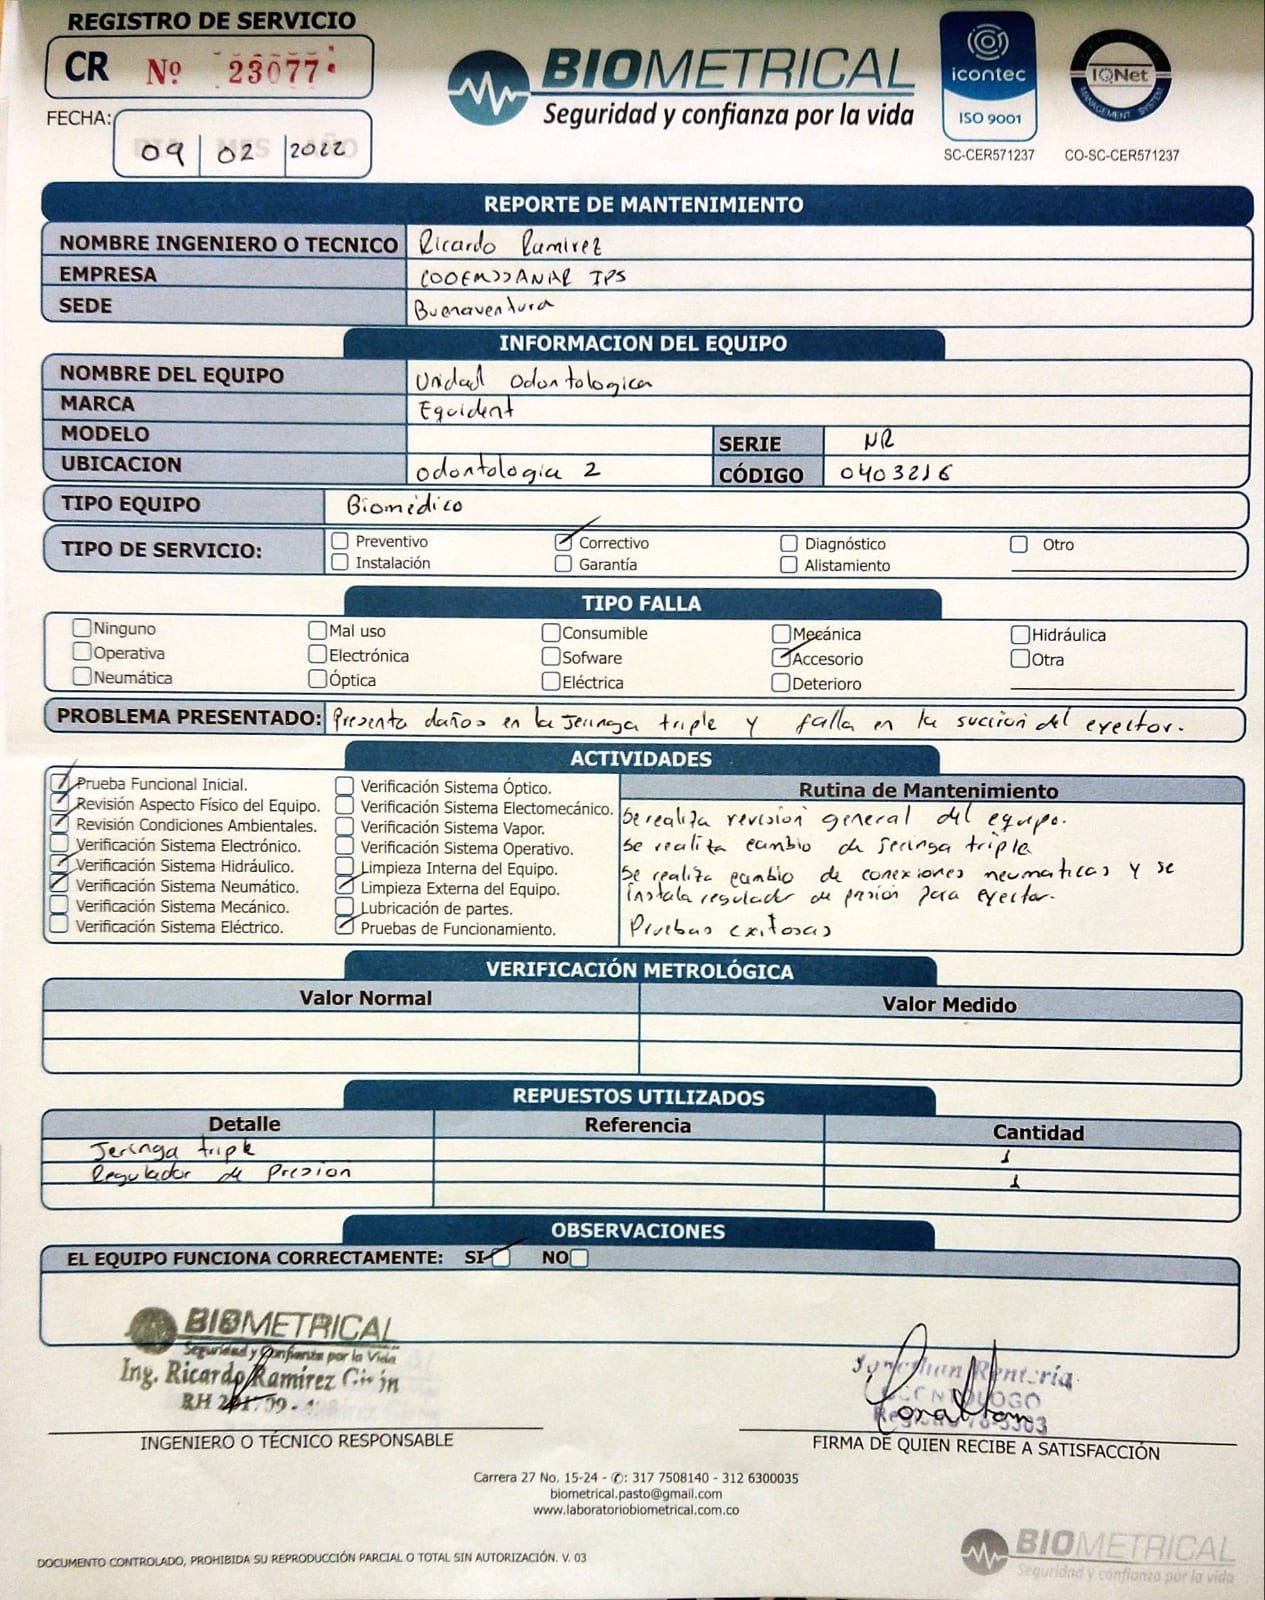 REGISTRO DE SERVICIO
CR Nº 23077
FECHA: 09 02 2022
BIOMETRICAL
Seguridad y confianza por la vida
icontec
ISO 9001
SC-CER571237
IQNet
MANAGEMENT SYSTEM
CO-SC-CER571237
REPORTE DE MANTENIMIENTO
NOMBRE INGENIERO O TECNICO Ricardo Ramirez
EMPRESA COOEMSSANAR IPS
SEDE Buenaventura
INFORMACION DEL EQUIPO
NOMBRE DEL EQUIPO Unidad Odontologica
MARCA Equident
MODELO SERIE NR
UBICACION odontologia 2 CÓDIGO 0403216
TIPO EQUIPO Biomédico
TIPO DE SERVICIO: Preventivo Correctivo Diagnóstico Otro
Instalación Garantía Alistamiento
TIPO FALLA
Ninguno Mal uso Consumible Mecánica Hidráulica
Operativa Electrónica Sofware Accesorio Otra
Neumática Óptica Eléctrica Deterioro
PROBLEMA PRESENTADO: Presenta daños en la Jeringa triple y falla en la succion del eyector.
ACTIVIDADES
Prueba Funcional Inicial.
Revisión Aspecto Físico del Equipo.
Revisión Condiciones Ambientales.
Verificación Sistema Electrónico.
Verificación Sistema Hidráulico.
Verificación Sistema Neumático.
Verificación Sistema Mecánico.
Verificación Sistema Eléctrico.
Verificación Sistema Óptico.
Verificación Sistema Electomecánico.
Verificación Sistema Vapor.
Verificación Sistema Operativo.
Limpieza Interna del Equipo.
Limpieza Externa del Equipo.
Lubricación de partes.
Pruebas de Funcionamiento.
Rutina de Mantenimiento
Se realiza revision general del equipo.
Se realiza cambio de jeringa triple
Se realiza cambio de conexiones neumaticas y se
instala regulador de presion para eyector.
Pruebas exitosas
VERIFICACIÓN METROLÓGICA
Valor Normal Valor Medido
REPUESTOS UTILIZADOS
Detalle Referencia Cantidad
Jeringa triple 1
Regulador de Presion 1
OBSERVACIONES
EL EQUIPO FUNCIONA CORRECTAMENTE: SI NO
BIOMETRICAL
Seguridad y Confianza por la Vida
Ing. Ricardo Ramírez
RH
Rentería
ODONTOLOGO
INGENIERO O TÉCNICO RESPONSABLE
FIRMA DE QUIEN RECIBE A SATISFACCIÓN
Carrera 27 No. 15-24 - ✆: 317 7508140 - 312 6300035
biometrical.pasto@gmail.com
www.laboratoriobiometrical.com.co
DOCUMENTO CONTROLADO, PROHIBIDA SU REPRODUCCIÓN PARCIAL O TOTAL SIN AUTORIZACIÓN. V. 03
BIOMETRICAL
Seguridad y confianza por la vida